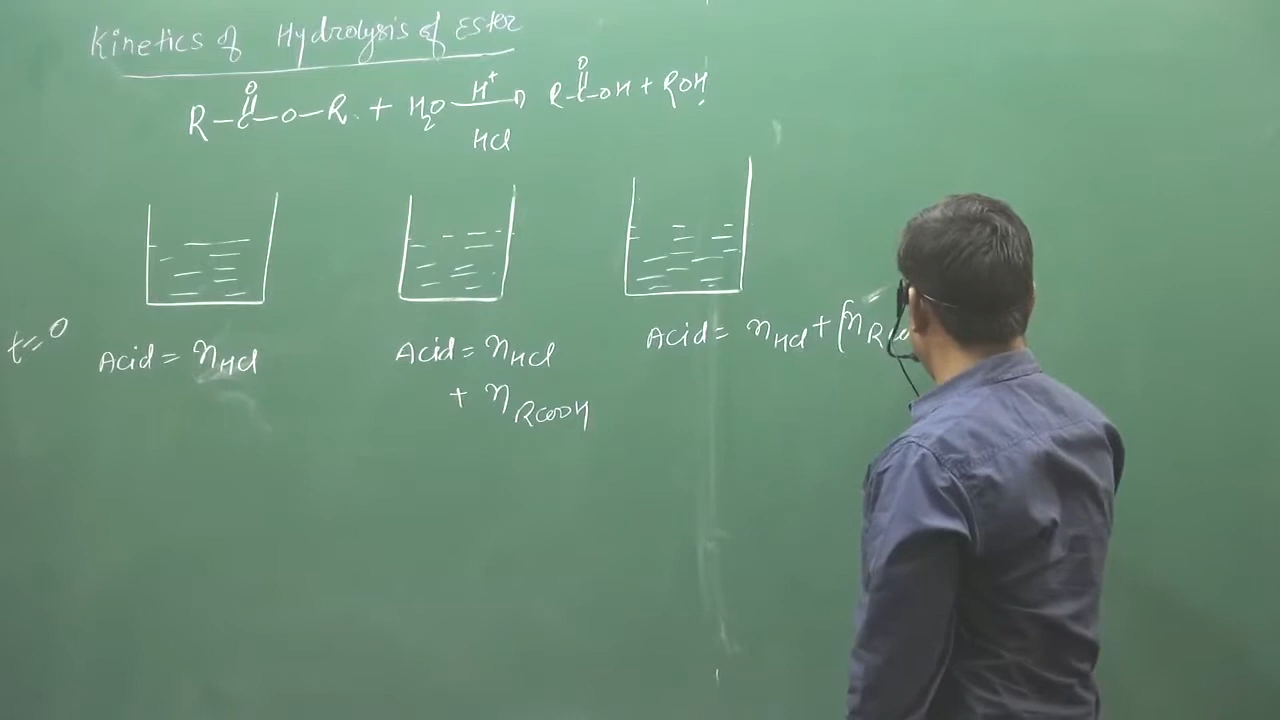 Kinetics of Hydrolysis of Ester
R-C(=O)-O-R + H₂O —H⁺/HCl→ R-C(=O)-OH + ROH
t=0
Acid = nHCl
Acid = nHCl
+ nRCOOH
Acid = nHCl + (nR